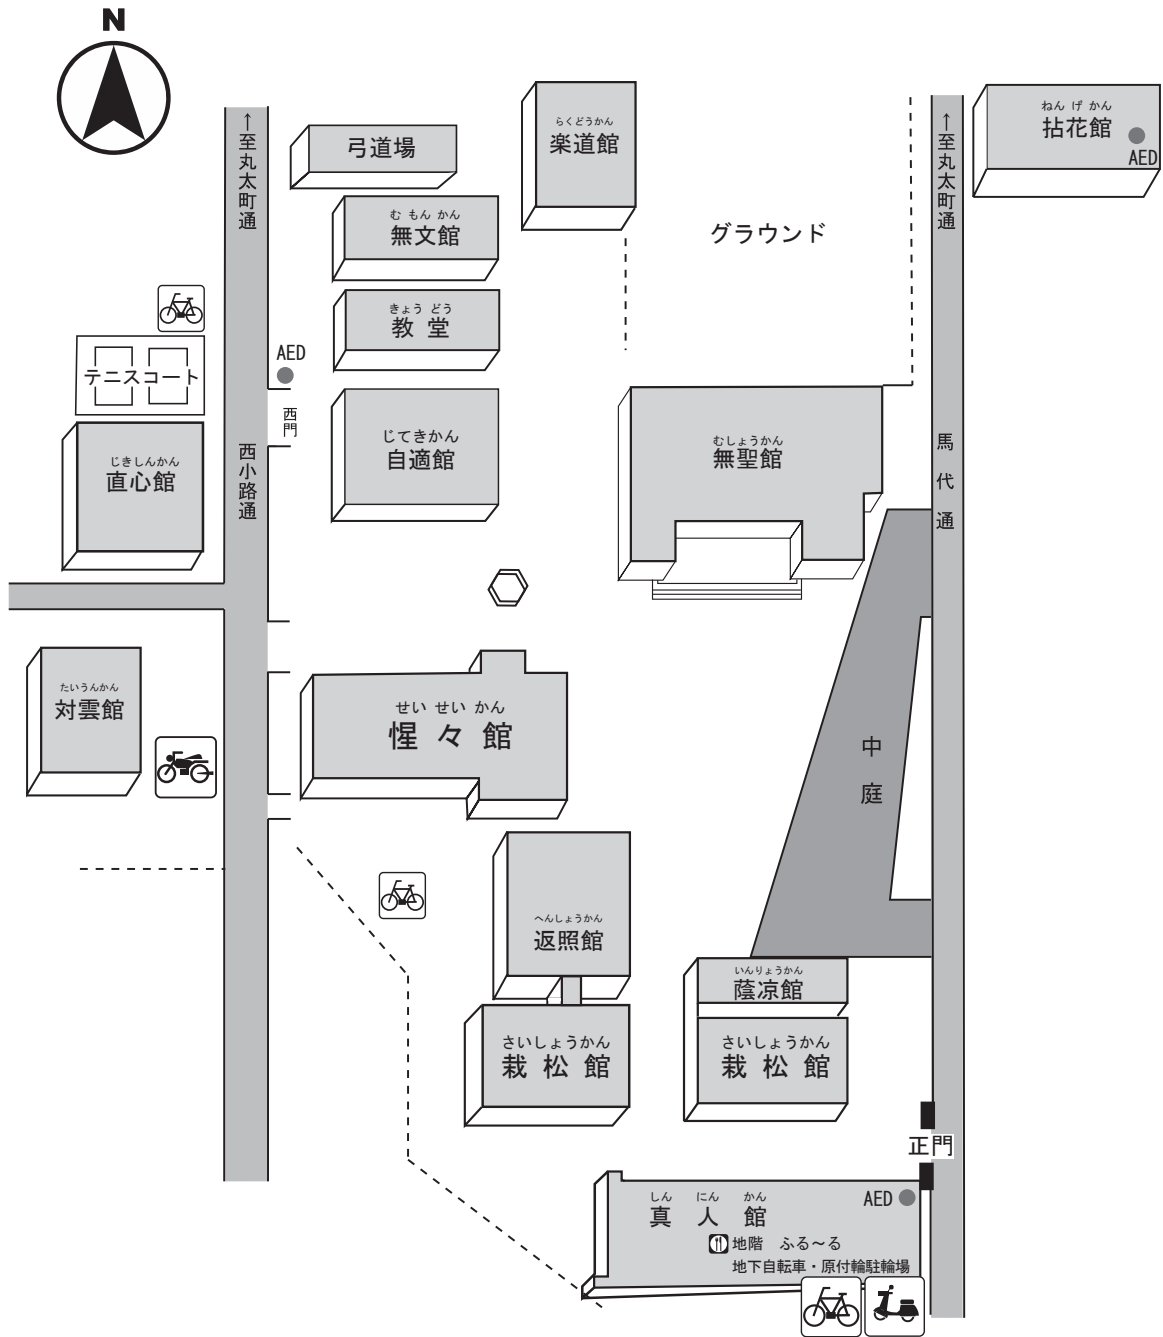 N
↑至丸太町通
弓道場
らくどうかん
楽道館
↑至丸太町通
ねん げ かん
拈花館
AED
む もん かん
無文館
グラウンド
きょう どう
教 堂
AED
テニスコート
西門
じてきかん
自適館
むしょうかん
無聖館
馬代通
じきしんかん
直心館
西小路通
たいうんかん
対雲館
せい せい かん
惺 々 館
中庭
へんしょうかん
返照館
いんりょうかん
蔭凉館
さいしょうかん
栽 松 館
さいしょうかん
栽 松 館
正門
しん にん かん
真 人 館
AED
地階 ふる〜る
地下自転車・原付輪駐輪場